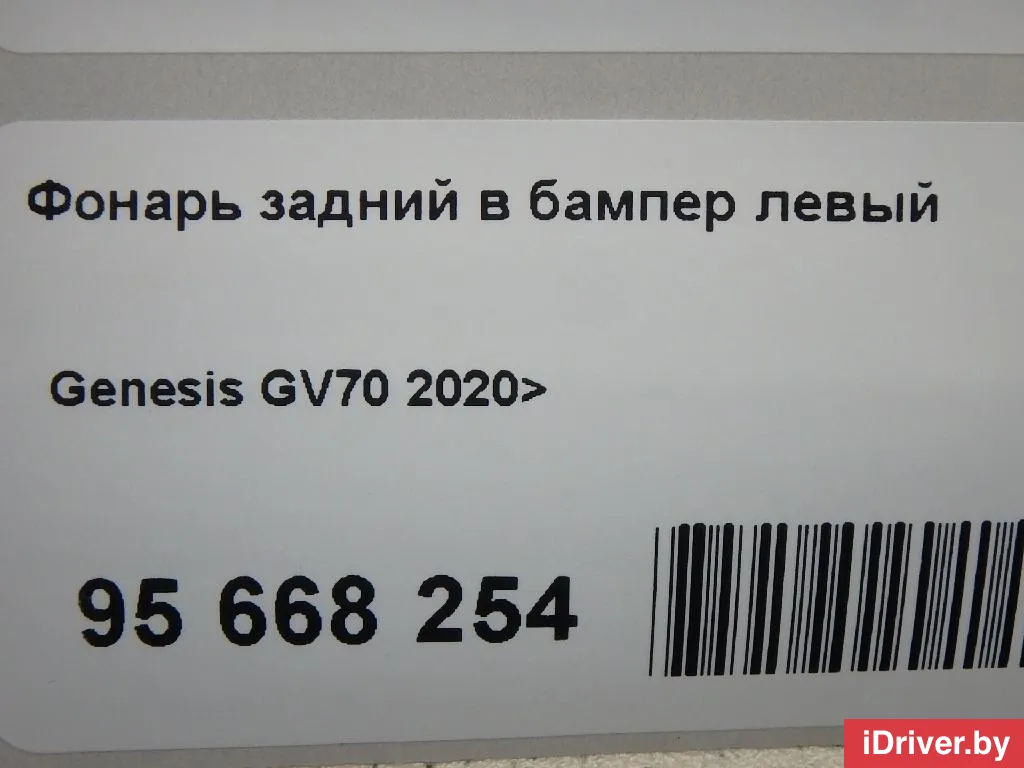 Фонарь задний в бампер левый
Genesis GV70 2020>
95 668 254
iDriver.by